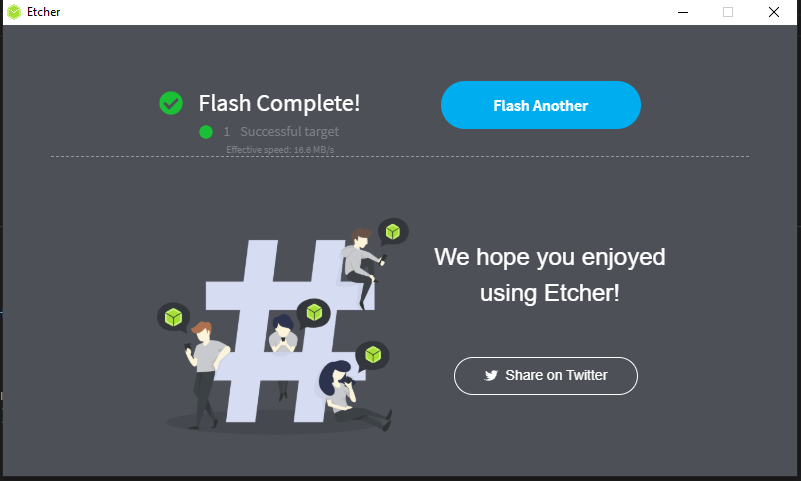 Etcher
Flash Complete!
Flash Another
1 Successful target
Effective speed: 16.6 MB/s
We hope you enjoyed
using Etcher!
Share on Twitter